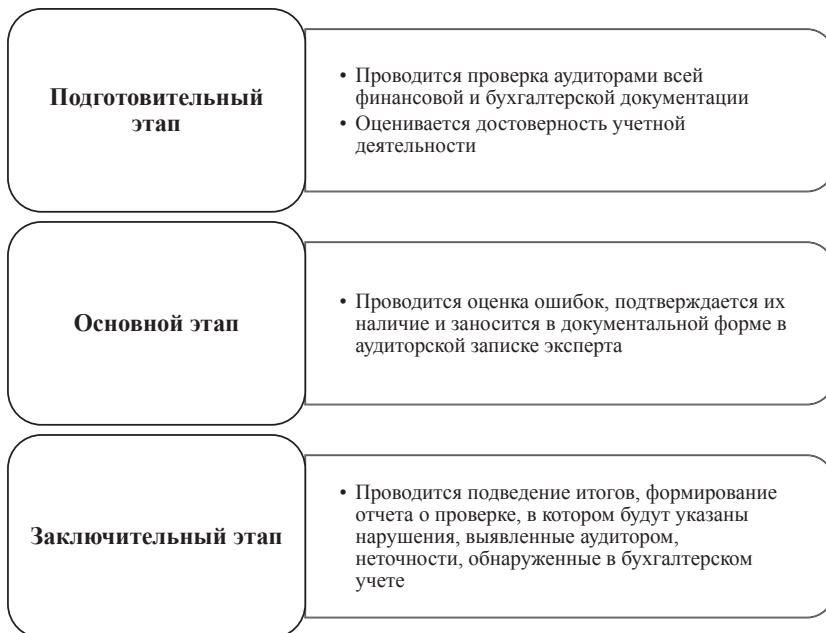 Подготовительный
этап
• Проводится проверка аудиторами всей
финансовой и бухгалтерской документации
• Оценивается достоверность учетной
деятельности
Основной этап
• Проводится оценка ошибок, подтверждается их
наличие и заносится в документальной форме в
аудиторской записке эксперта
Заключительный этап
• Проводится подведение итогов, формирование
отчета о проверке, в котором будут указаны
нарушения, выявленные аудитором,
неточности, обнаруженные в бухгалтерском
учете